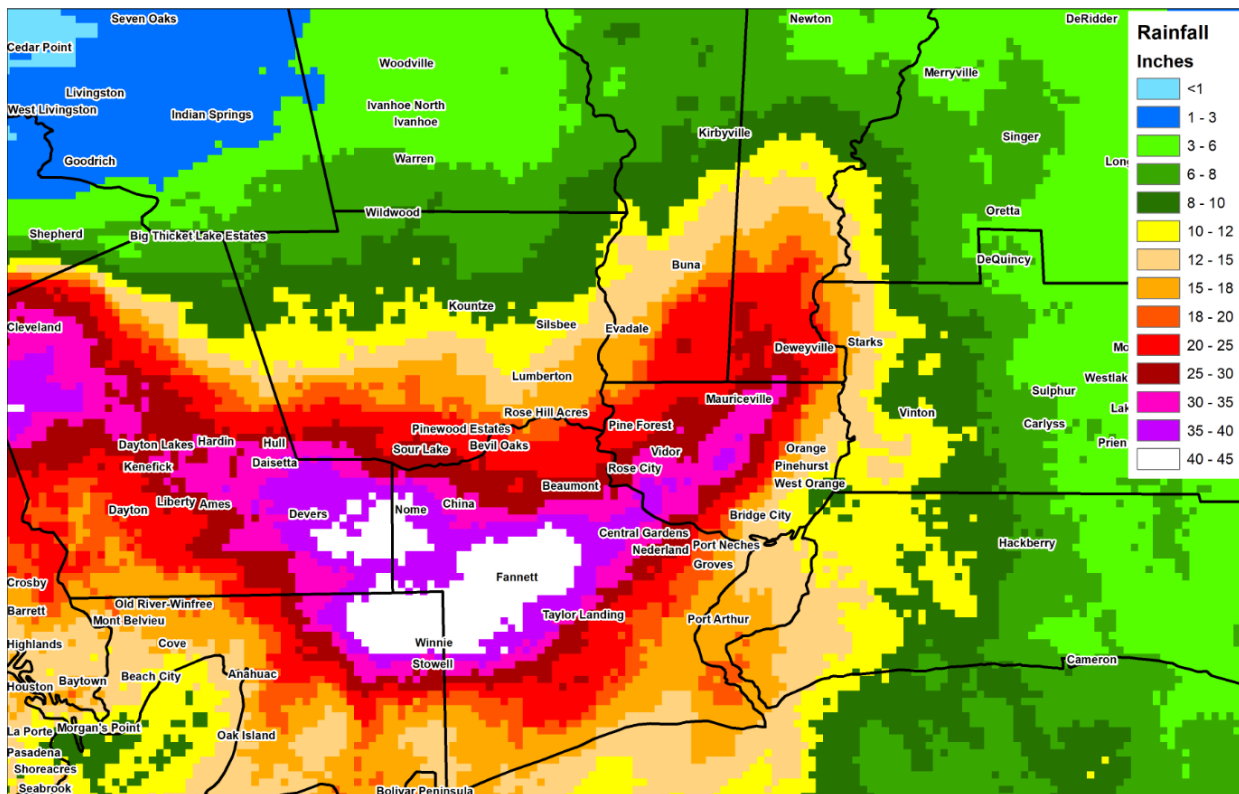 Seven Oaks
Newton
DeRidder
Cedar Point
Woodville
Merryville
Livingston
West Livingston
Indian Springs
Ivanhoe North
Ivanhoe
Kirbyville
Singer
Goodrich
Warren
Long
Wildwood
Oretta
Shepherd
Big Thicket Lake Estates
Buna
DeQuincy
Kountze
Cleveland
Silsbee
Evadale
Deweyville
Starks
Mo
Lumberton
Westlak
Sulphur
Mauriceville
Lak
Rose Hill Acres
Vinton
Carlyss
Pinewood Estates
Pine Forest
Dayton Lakes
Hardin
Hull
Bevil Oaks
Prien
Sour Lake
Vidor
Orange
Kenefick
Daisetta
Rose City
Pinehurst
Beaumont
West Orange
Liberty
Ames
Dayton
Devers
Nome
China
Bridge City
Central Gardens
Nederland
Port Neches
Hackberry
Groves
Crosby
Fannett
Barrett
Old River-Winfree
Mont Belvieu
Taylor Landing
Port Arthur
Highlands
Cove
Winnie
Stowell
Cameron
Houston
Baytown
Beach City
Anahuac
La Porte
Morgan's Point
Oak Island
Pasadena
Shoreacres
Seabrook
Bolivar Peninsula
Rainfall
Inches
<1
1 - 3
3 - 6
6 - 8
8 - 10
10 - 12
12 - 15
15 - 18
18 - 20
20 - 25
25 - 30
30 - 35
35 - 40
40 - 45